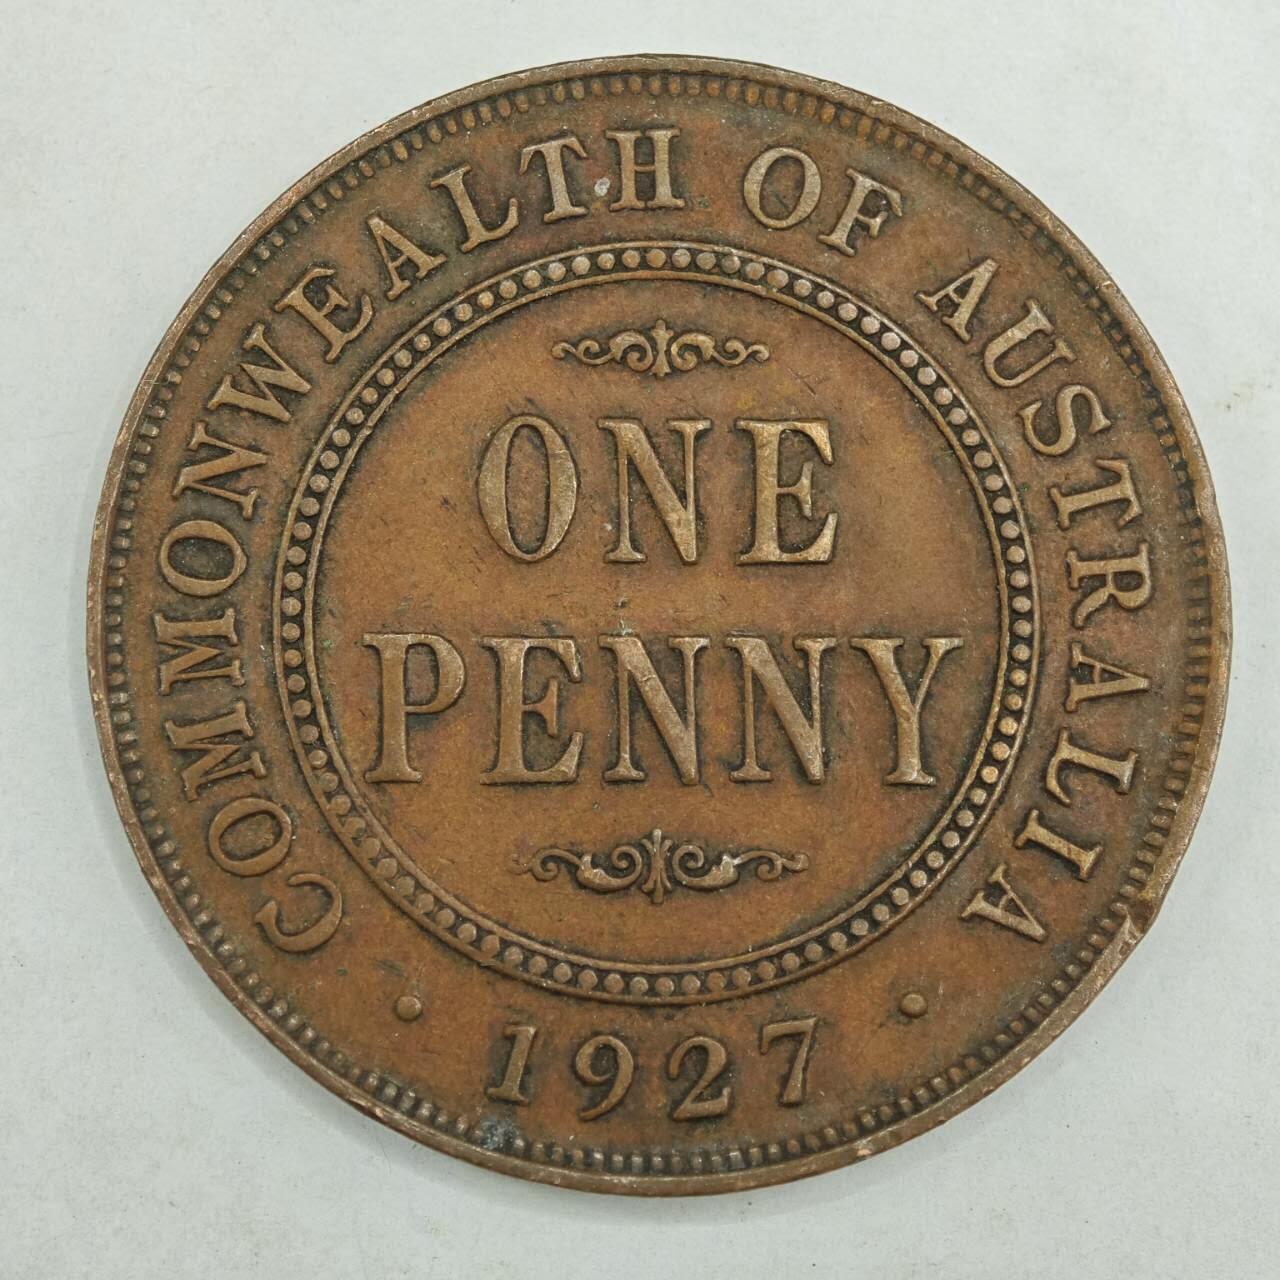 COMMONWEALTH OF AUSTRALIA
ONE
PENNY
· 1927 ·